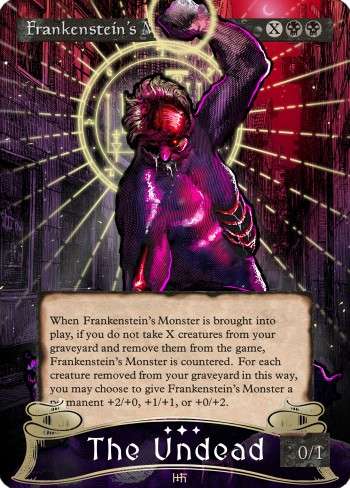 Frankenstein's
X
When Frankenstein's Monster is brought into
play, if you do not take X creatures from your
graveyard and remove them from the game,
Frankenstein's Monster is countered. For each
creature removed from your graveyard in this way,
you may choose to give Frankenstein's Monster a
permanent +2/+0, +1/+1, or +0/+2.
The Undead
0/1